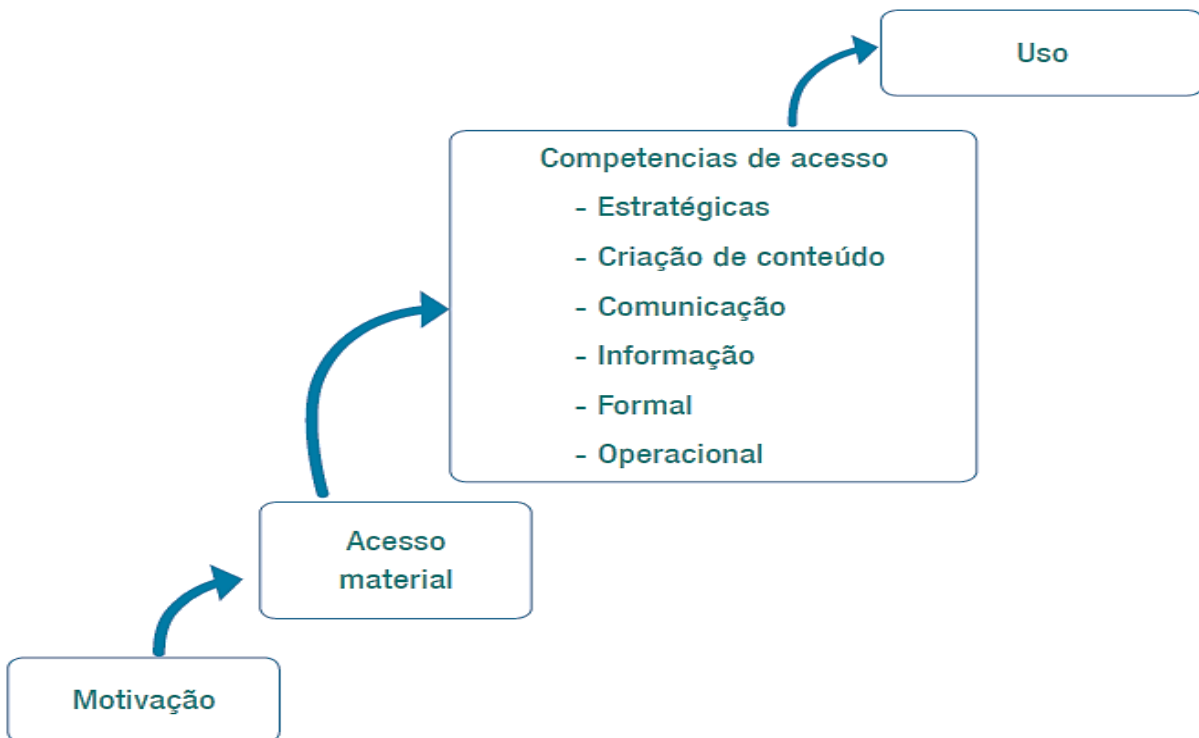 Uso
Competencias de acesso
- Estratégicas
- Criação de conteúdo
- Comunicação
- Informação
- Formal
- Operacional
Acesso
material
Motivação